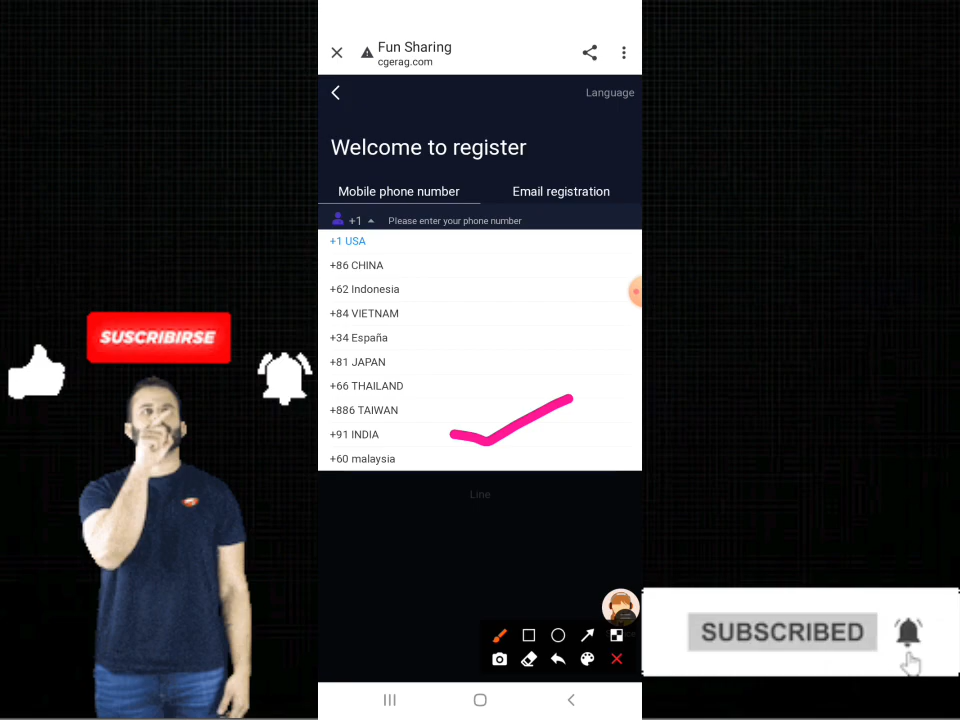 Fun Sharing
cgerag.com
Language
Welcome to register
Mobile phone number
Email registration
+1
Please enter your phone number
+1 USA
+86 CHINA
+62 Indonesia
+84 VIETNAM
+34 España
+81 JAPAN
+66 THAILAND
+886 TAIWAN
+91 INDIA
+60 malaysia
Line
SUSCRIBIRSE
SUBSCRIBED